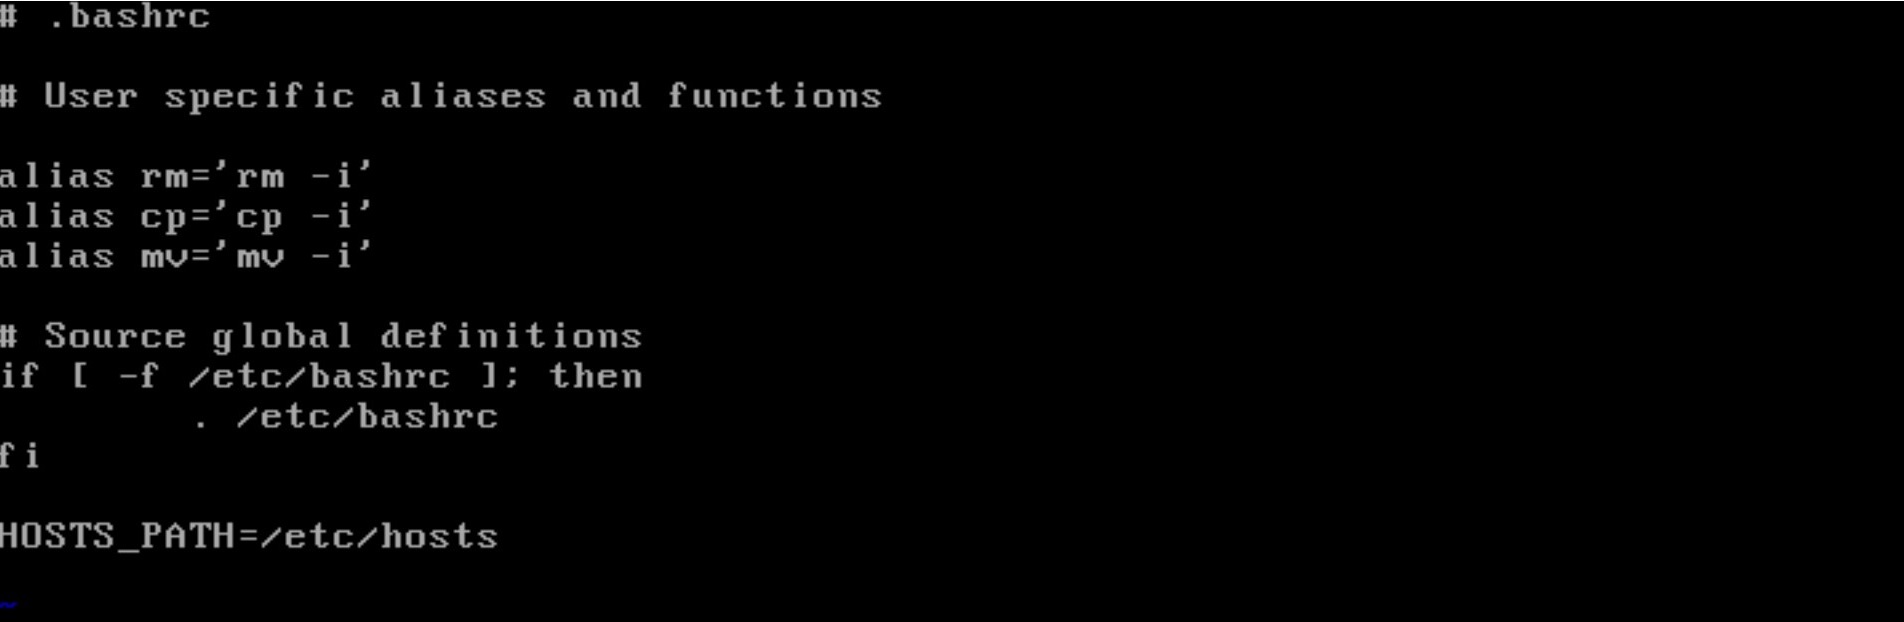 # .bashrc
# User specific aliases and functions
alias rm='rm -i'
alias cp='cp -i'
alias mv='mv -i'
# Source global definitions
if [ -f /etc/bashrc ]; then
        . /etc/bashrc
fi
HOSTS_PATH=/etc/hosts
~